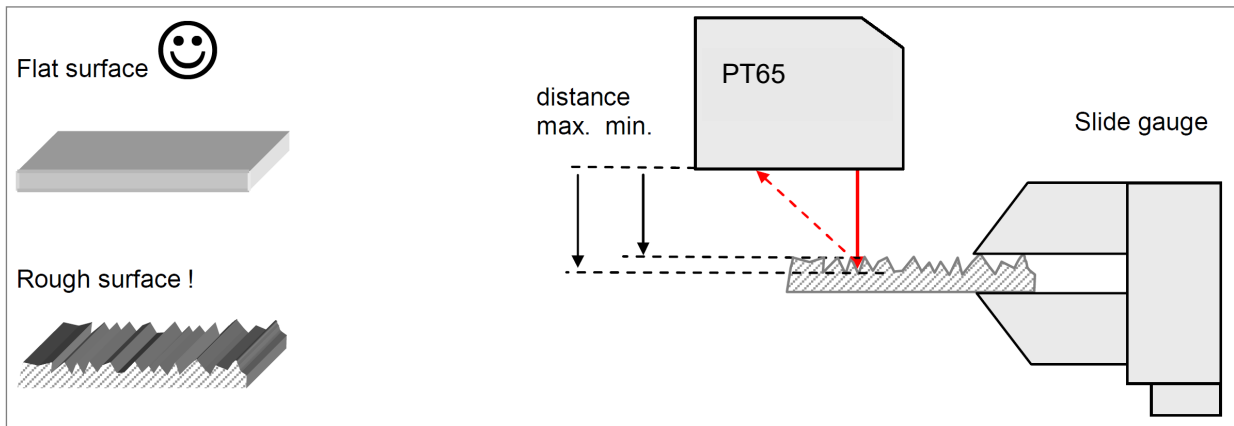 Flat surface
Rough surface !
distance
max. min.
PT65
Slide gauge